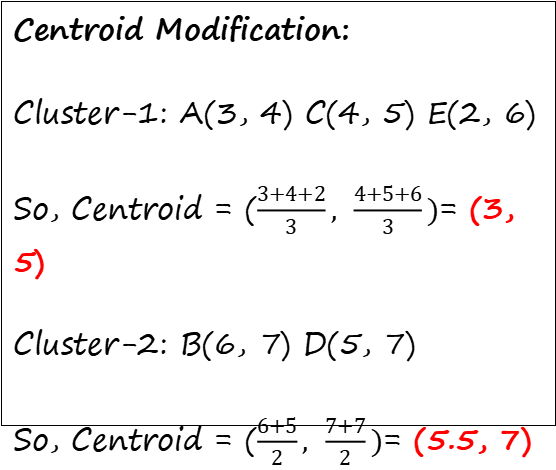 Centroid Modification:
Cluster-1: A(3, 4) C(4, 5) E(2, 6)
So, Centroid = (\frac{3+4+2}{3}, \frac{4+5+6}{3})= (3,
5)
Cluster-2: B(6, 7) D(5, 7)
So, Centroid = (\frac{6+5}{2}, \frac{7+7}{2})= (5.5, 7)